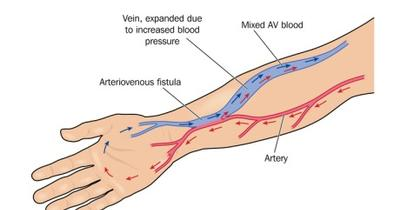 Vein, expanded due
to increased blood
pressure
Mixed AV blood
Arteriovenous fistula
Artery